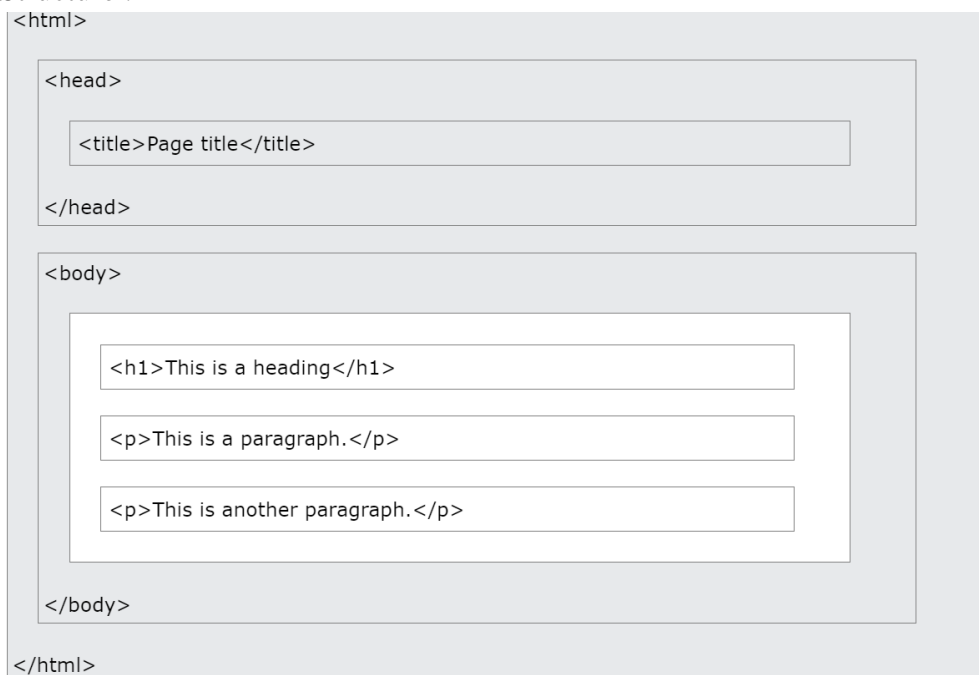 <html>
<head>
<title>Page title</title>
</head>
<body>
<h1>This is a heading</h1>
<p>This is a paragraph.</p>
<p>This is another paragraph.</p>
</body>
</html>